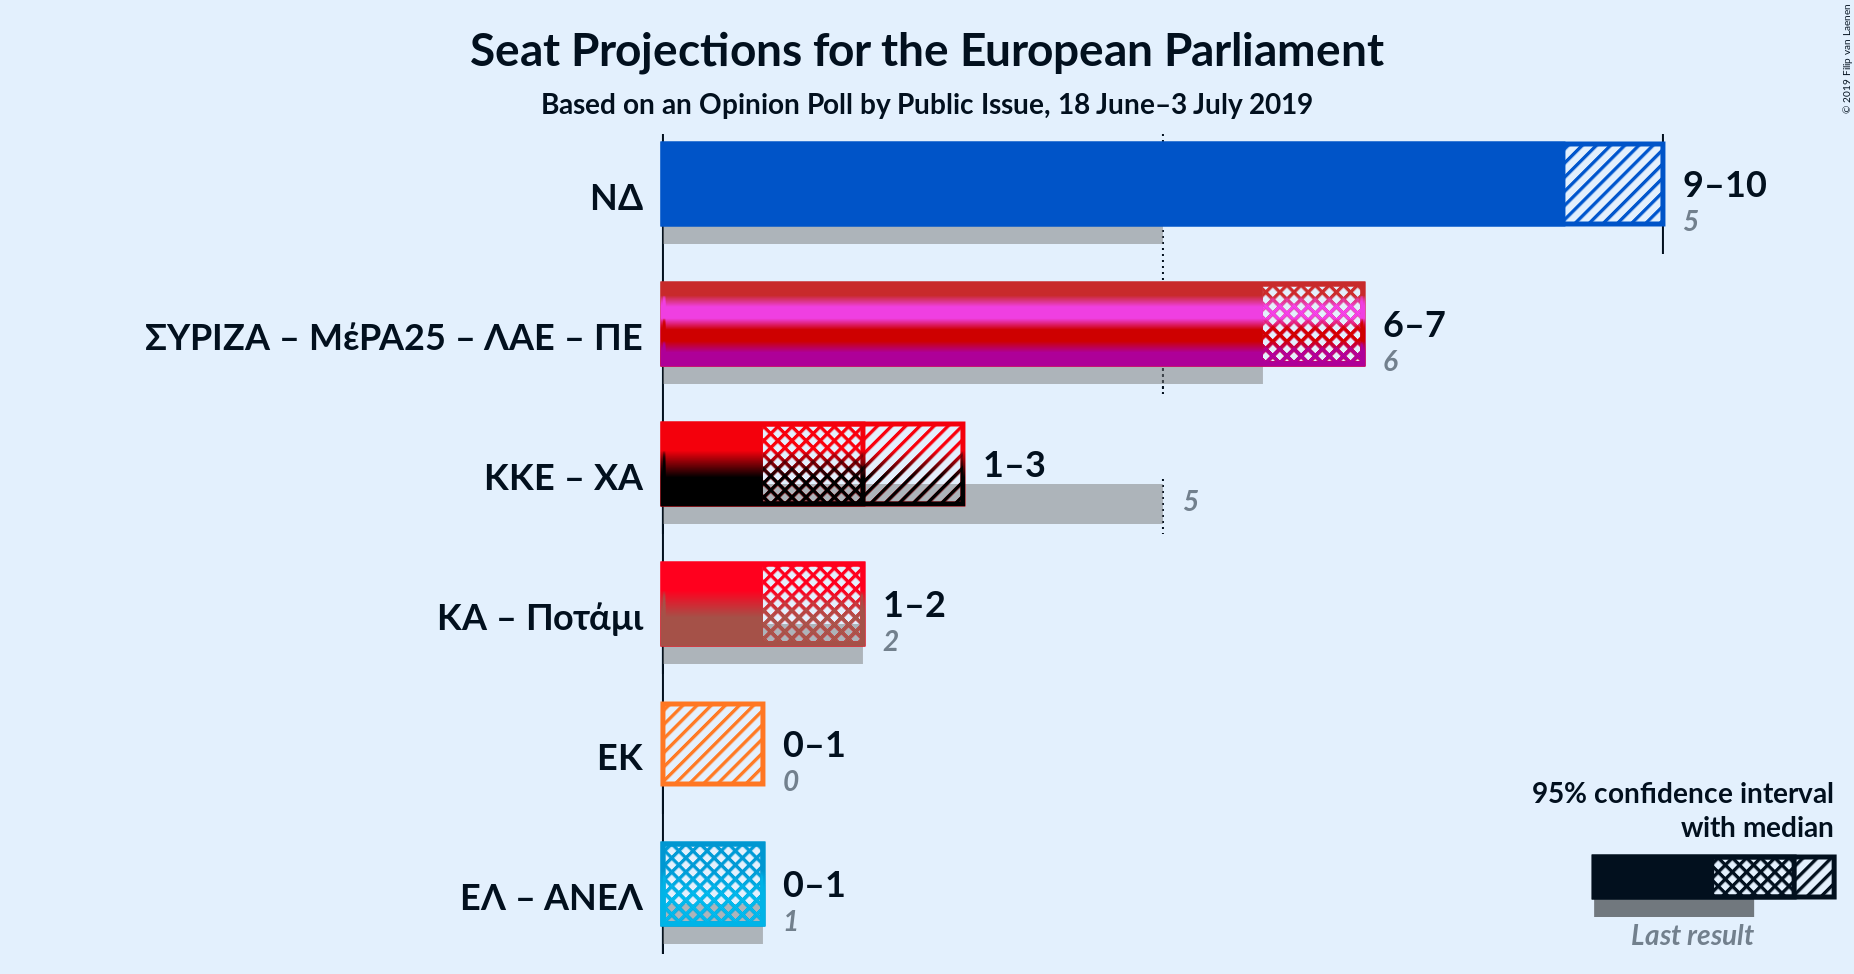 Seat Projections for the European Parliament
Based on an Opinion Poll by Public Issue, 18 June–3 July 2019
© 2019 Filip van Laenen
ΝΔ
9–10
5
ΣΥΡΙΖΑ – ΜέΡΑ25 – ΛΑΕ – ΠΕ
6–7
6
ΚΚΕ – ΧΑ
1–3
5
ΚΑ – Ποτάμι
1–2
2
ΕΚ
0–1
0
ΕΛ – ΑΝΕΛ
0–1
1
95% confidence interval
with median
Last result